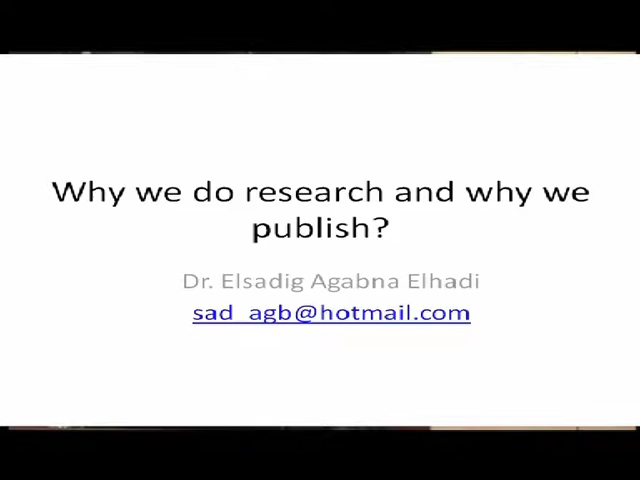 Why we do research and why we
publish?
Dr. Elsadig Agabna Elhadi
sad_agb@hotmail.com